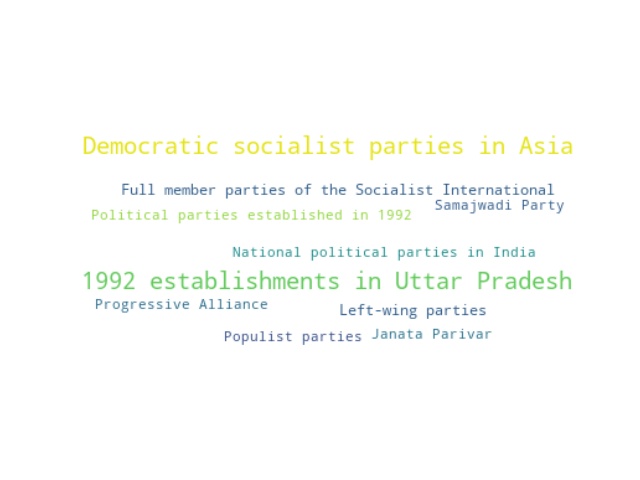 Democratic socialist parties in Asia
Full member parties of the Socialist International
Samajwadi Party
Political parties established in 1992
National political parties in India
1992 establishments in Uttar Pradesh
Progressive Alliance
Left-wing parties
Populist parties
Janata Parivar